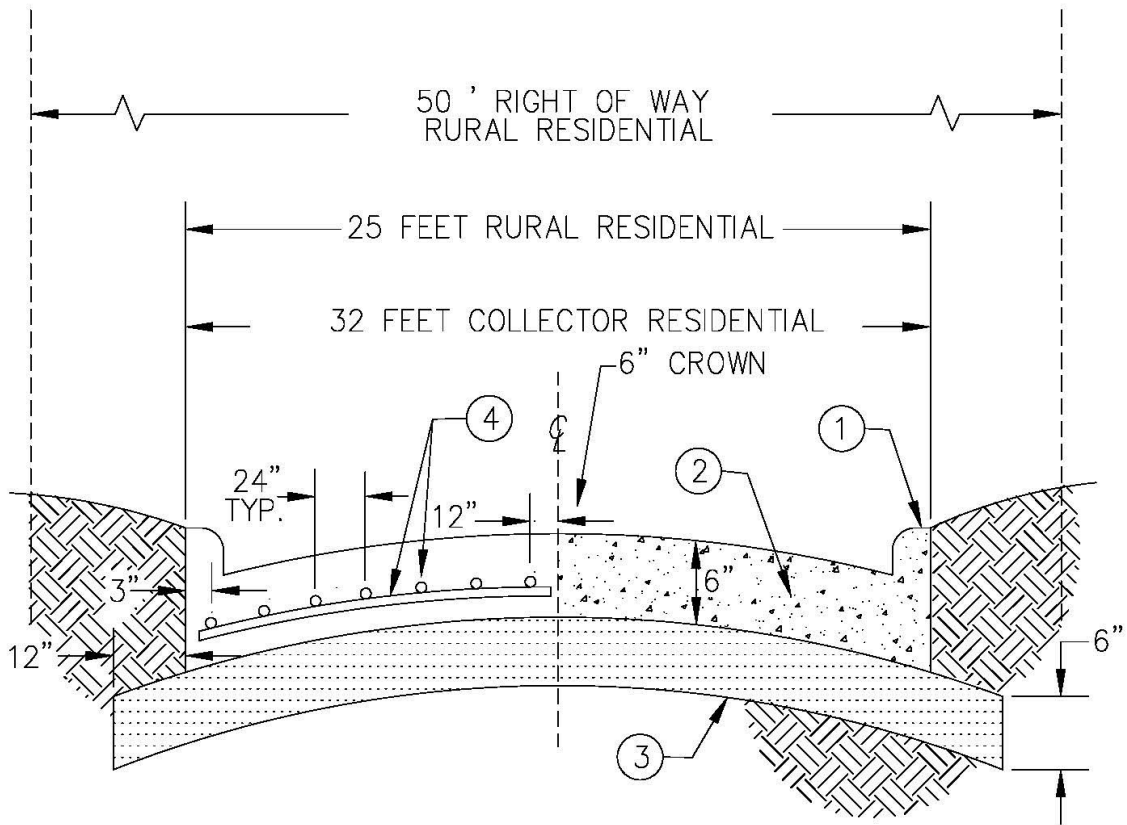 50 ' RIGHT OF WAY
RURAL RESIDENTIAL
25 FEET RURAL RESIDENTIAL
32 FEET COLLECTOR RESIDENTIAL
6” CROWN
4
℄
1
2
24”
TYP.
12”
3”
6”
12”
6”
3